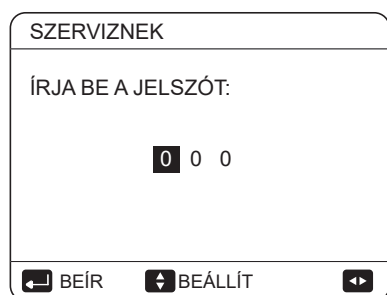 SZERVIZNEK
ÍRJA BE A JELSZÓT:
0 0 0
BEÍR BEÁLLÍT